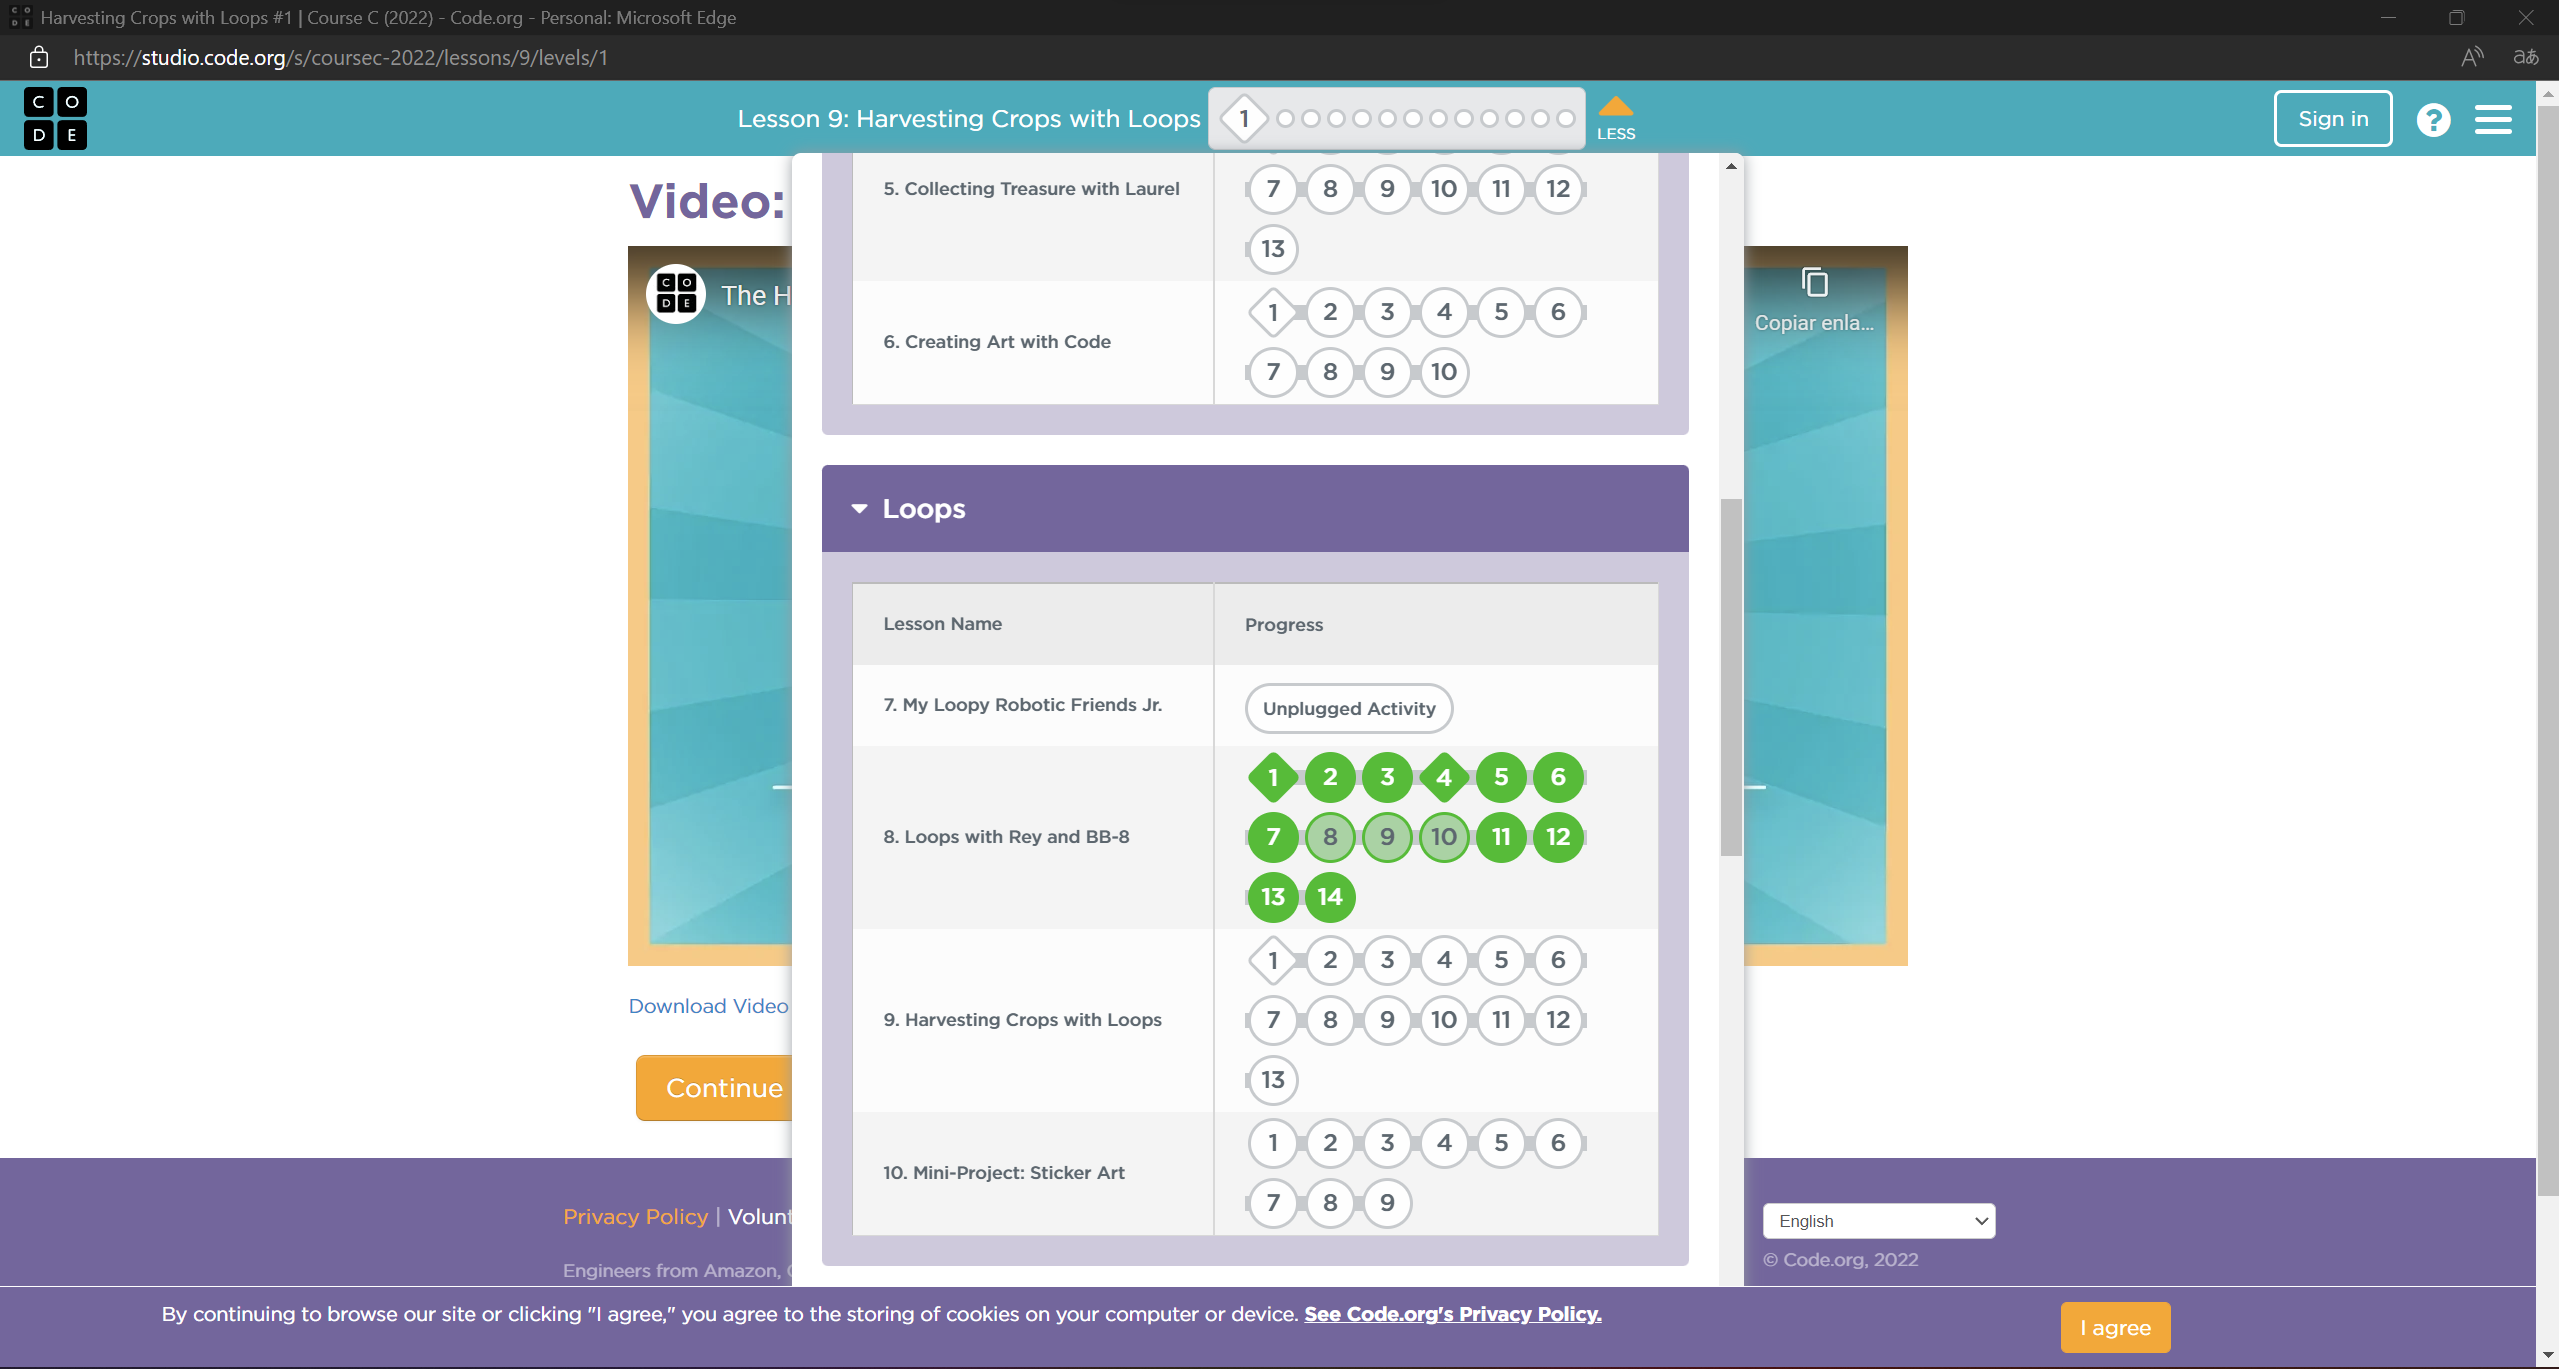 Harvesting Crops with Loops #1 | Course C (2022) - Code.org - Personal: Microsoft Edge
https://studio.code.org/s/coursec-2022/lessons/9/levels/1
C O D E
Lesson 9: Harvesting Crops with Loops
1
LESS
Sign in
?
Video:
C O D E
The H
Copiar enla...
5. Collecting Treasure with Laurel
7 8 9 10 11 12
13
6. Creating Art with Code
1 2 3 4 5 6
7 8 9 10
Loops
Lesson Name
Progress
7. My Loopy Robotic Friends Jr.
Unplugged Activity
8. Loops with Rey and BB-8
1 2 3 4 5 6
7 8 9 10 11 12
13 14
9. Harvesting Crops with Loops
1 2 3 4 5 6
7 8 9 10 11 12
13
10. Mini-Project: Sticker Art
1 2 3 4 5 6
7 8 9
Download Video
Continue
Privacy Policy | Volunt
Engineers from Amazon,
English
© Code.org, 2022
By continuing to browse our site or clicking "I agree," you agree to the storing of cookies on your computer or device. See Code.org's Privacy Policy.
I agree